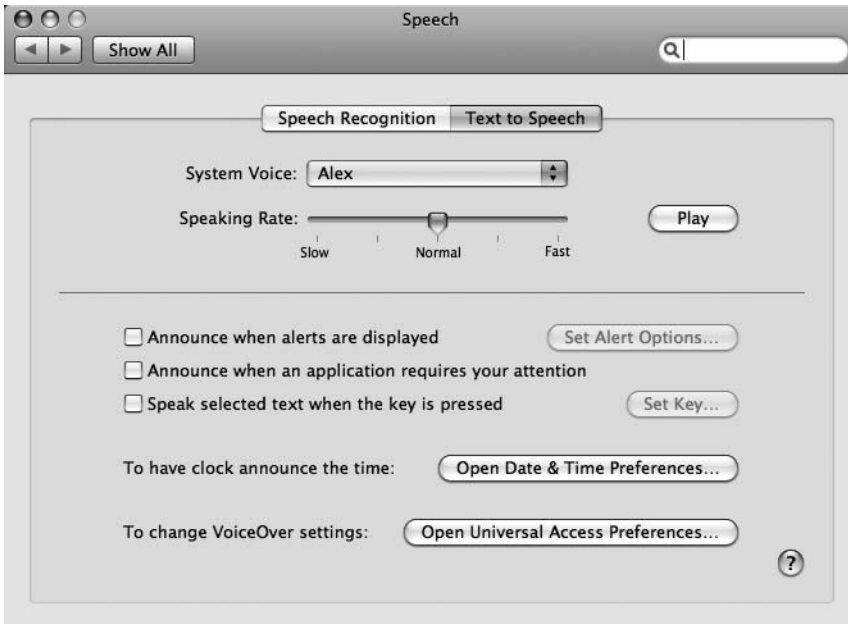 Speech
Show All
Speech Recognition Text to Speech
System Voice: Alex
Speaking Rate: Play
Slow Normal Fast
Announce when alerts are displayed Set Alert Options...
Announce when an application requires your attention
Speak selected text when the key is pressed Set Key...
To have clock announce the time: Open Date & Time Preferences...
To change VoiceOver settings: Open Universal Access Preferences...
?